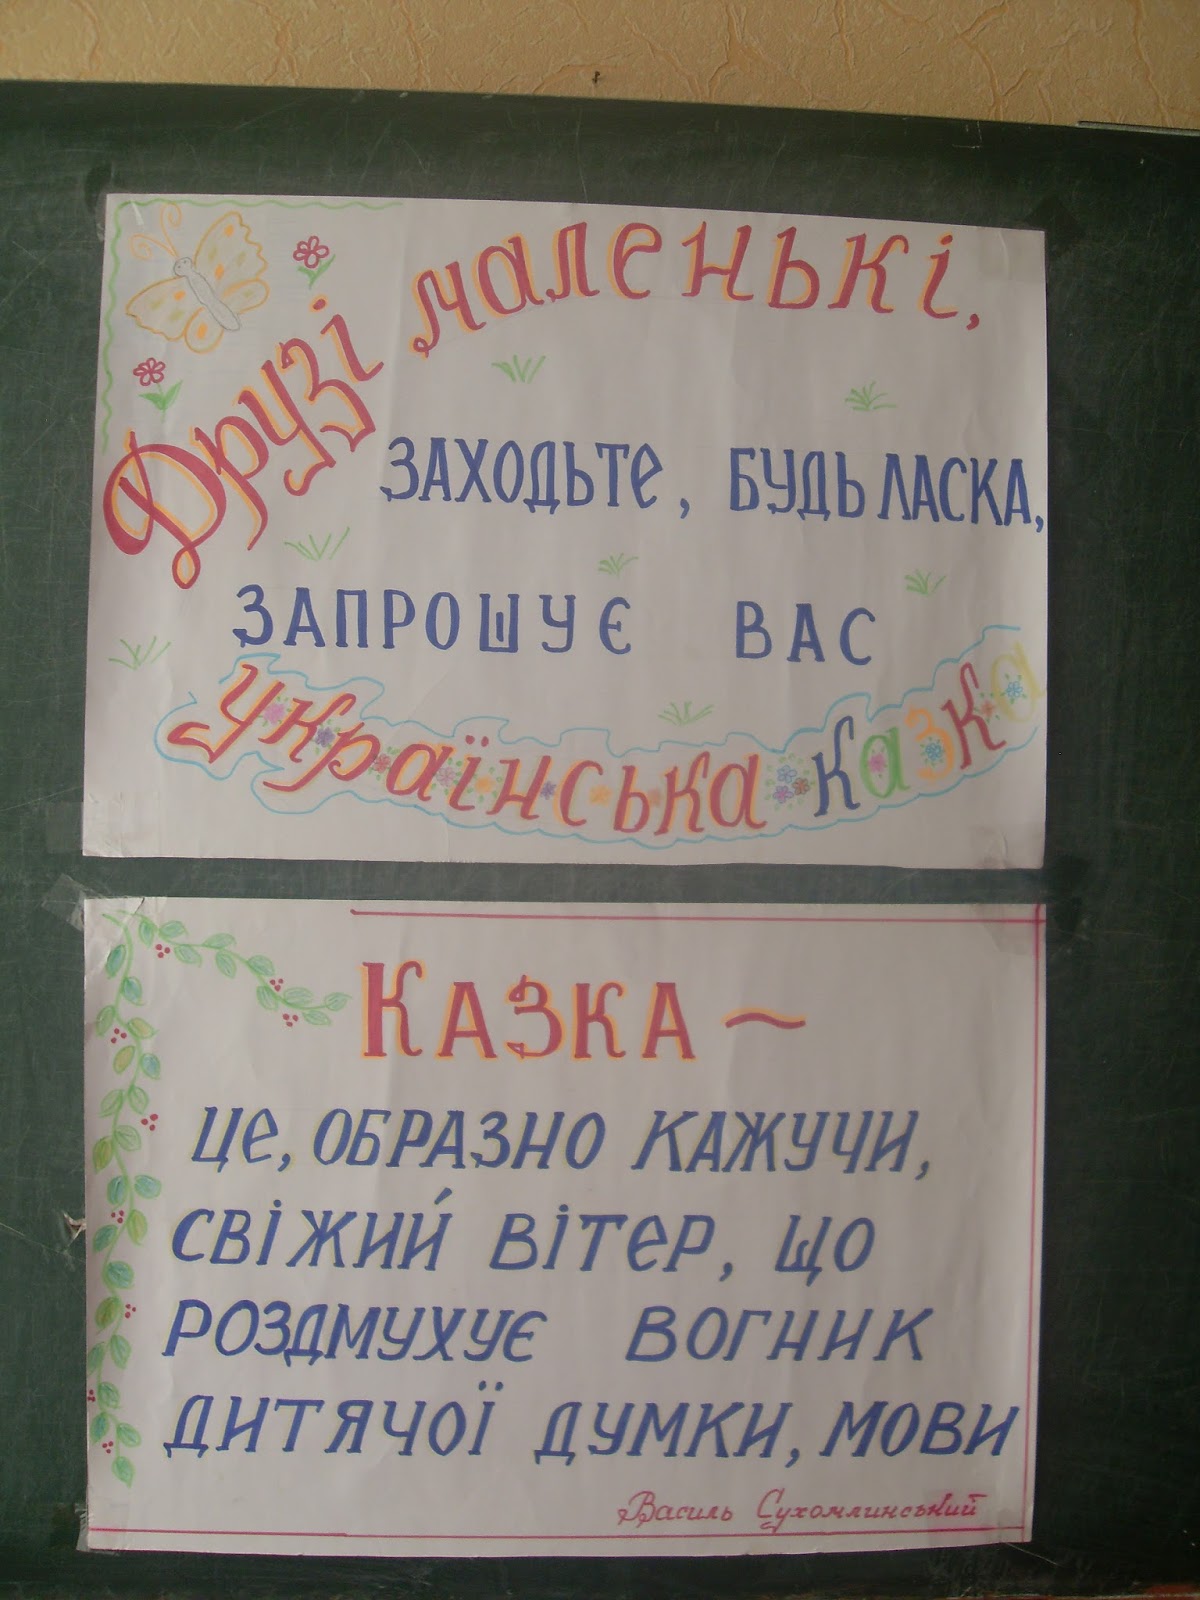 Друзі маленькі,
ЗАХОДЬТЕ, БУДЬ ЛАСКА,
ЗАПРОШУЄ ВАС
Українська казка
КАЗКА ~
ЦЕ, ОБРАЗНО КАЖУЧИ,
СВІЖИЙ ВІТЕР, ЩО
РОЗДМУХУЄ ВОГНИК
ДИТЯЧОЇ ДУМКИ, МОВИ
Василь Сухомлинський